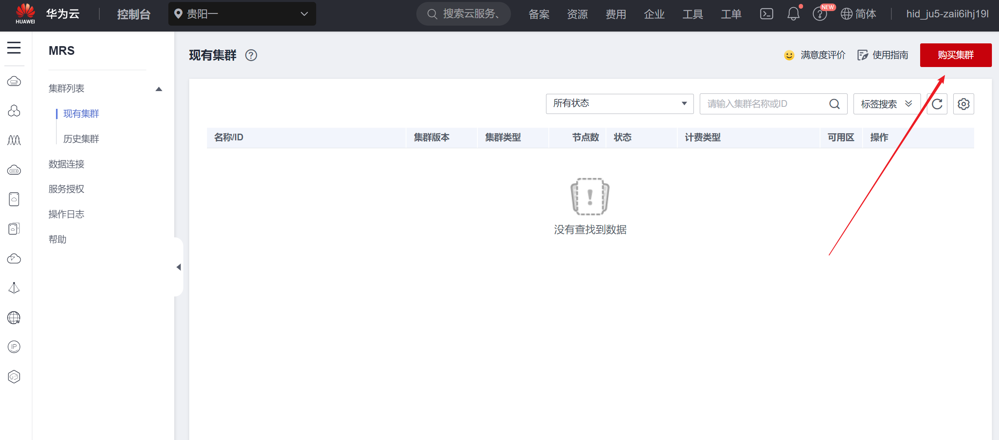 HUAWEI
华为云
控制台
贵阳一
搜索云服务、
备案
资源
费用
企业
工具
工单
NEW
简体
hid_ju5-zaii6ihj19l
MRS
集群列表
现有集群
历史集群
数据连接
服务授权
操作日志
帮助
W
IP
现有集群
满意度评价
使用指南
购买集群
所有状态
请输入集群名称或ID
标签搜索
名称/ID 集群版本 集群类型 节点数 状态 计费类型 可用区 操作
没有查找到数据